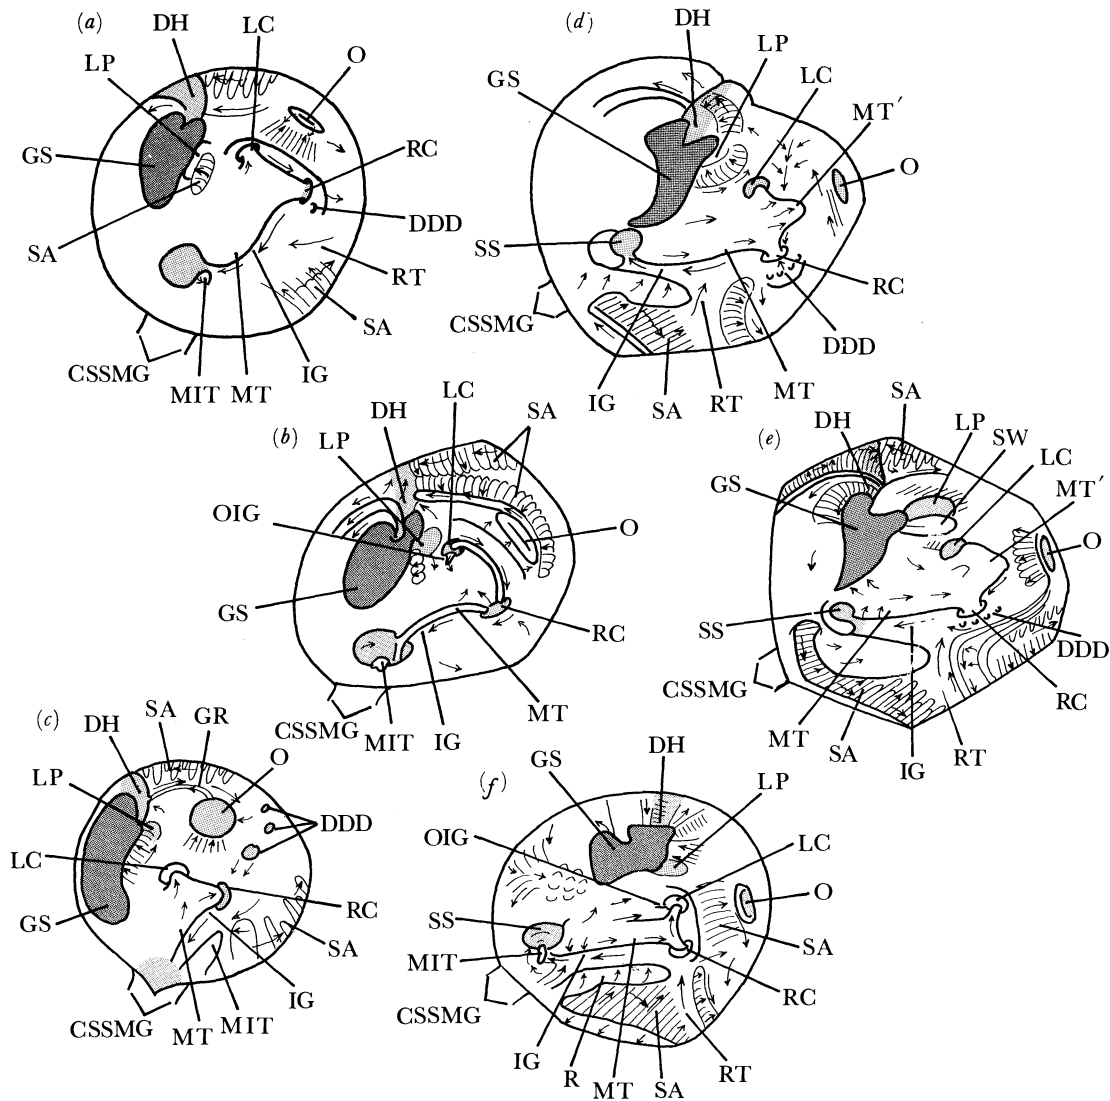 (a)
DH
LC
LP
O
GS
RC
DDD
SA
RT
SA
CSSMG
MIT
MT
IG
(d)
DH
LP
GS
LC
MT′
O
SS
RC
CSSMG
DDD
IG
SA
RT
MT
(b)
DH
LC
SA
LP
OIG
O
GS
RC
MT
CSSMG
MIT
IG
(e)
SA
DH
LP
SW
LC
GS
MT′
O
SS
DDD
CSSMG
RC
MT
SA
IG
RT
(c)
DH
SA
GR
O
LP
DDD
LC
RC
GS
SA
IG
CSSMG
MT
MIT
(f)
GS
DH
LP
OIG
LC
O
SS
SA
MIT
RC
CSSMG
IG
R
MT
SA
RT